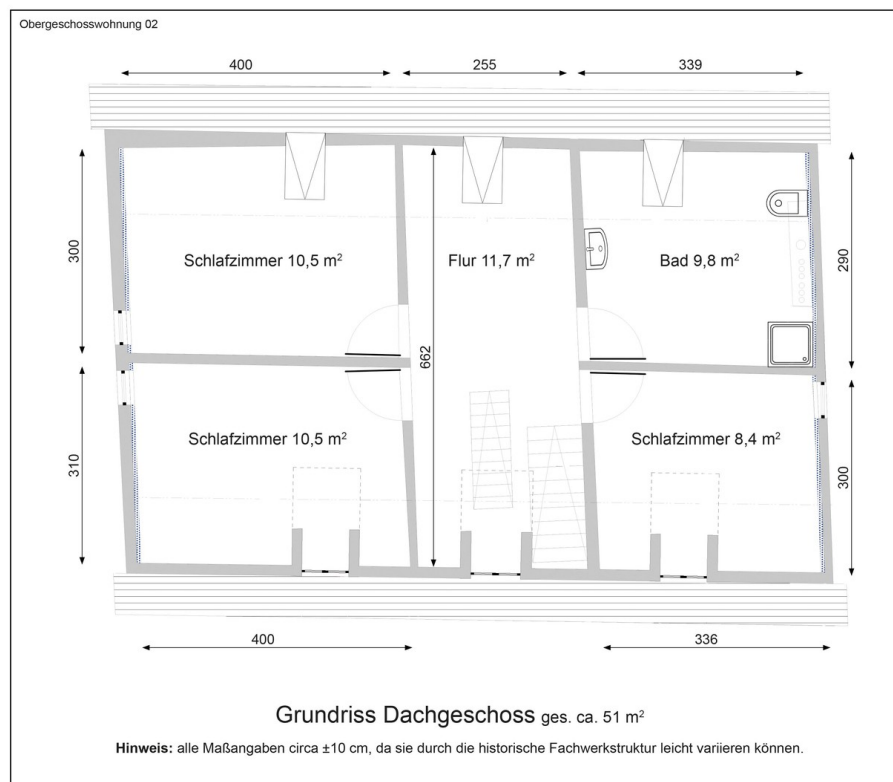 Obergeschosswohnung 02
400 255 339
300 290
Schlafzimmer 10,5 m² Flur 11,7 m² Bad 9,8 m²
662
310 Schlafzimmer 10,5 m² Schlafzimmer 8,4 m² 300
400 336
Grundriss Dachgeschoss ges. ca. 51 m²
Hinweis: alle Maßangaben circa ±10 cm, da sie durch die historische Fachwerkstruktur leicht variieren können.